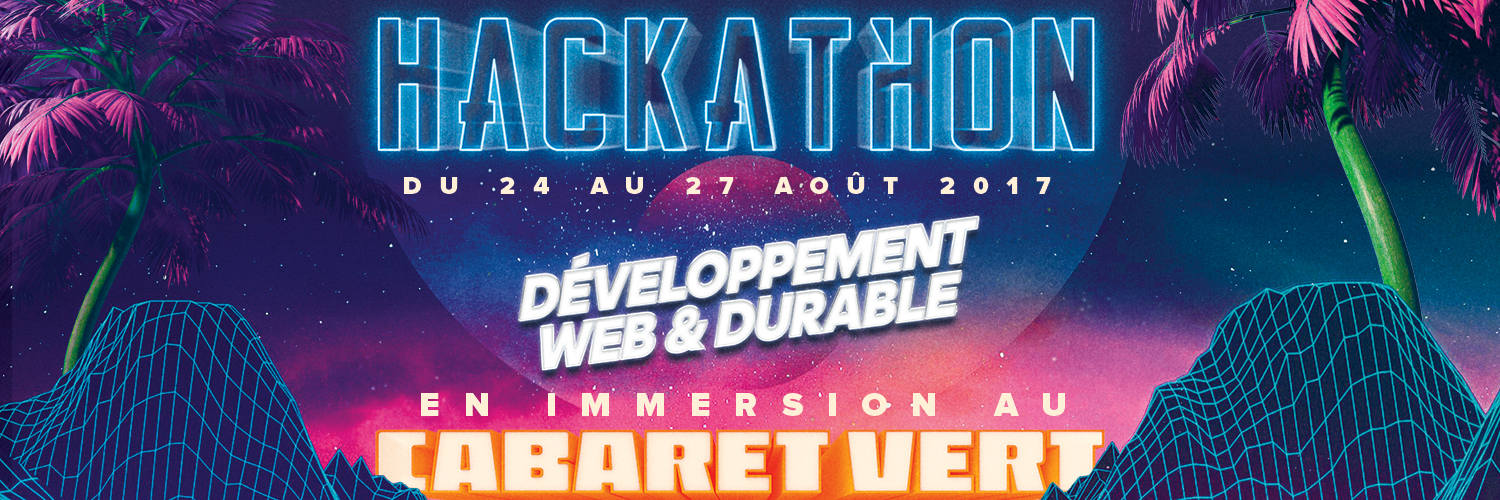 HACKATHON
DU 24 AU 27 AOÛT 2017
DÉVELOPPEMENT
WEB & DURABLE
EN IMMERSION AU
CABARET VERT